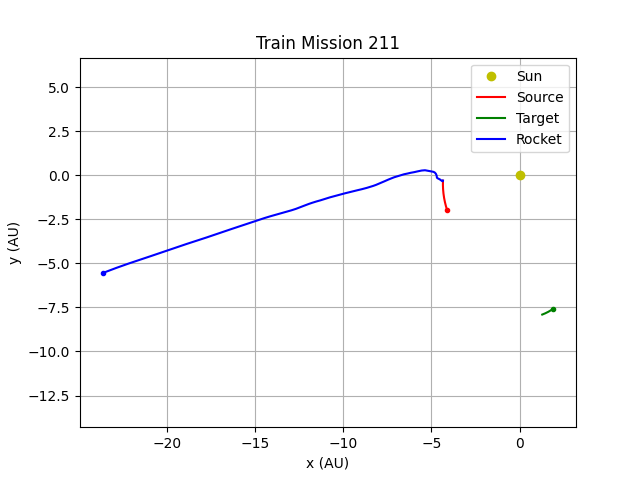 Train Mission 211
Sun
Source
Target
Rocket
5.0
2.5
0.0
−2.5
−5.0
−7.5
−10.0
−12.5
y (AU)
−20
−15
−10
−5
0
x (AU)